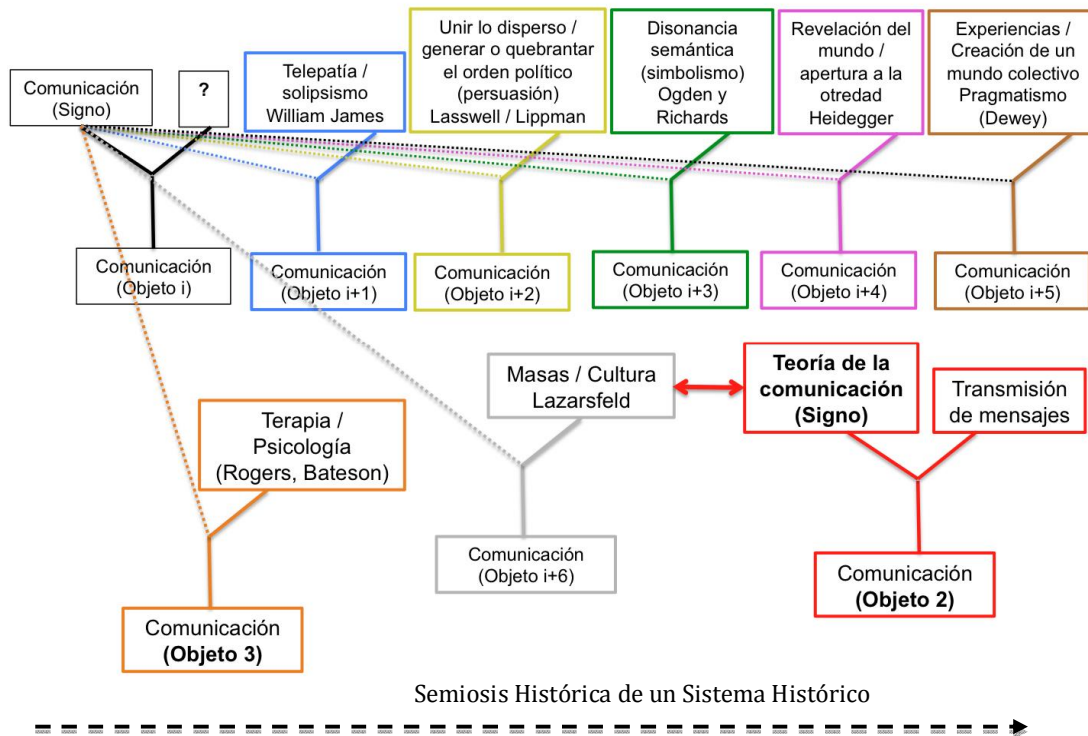 Comunicación
(Signo)
?
Telepatía /
solipsismo
William James
Unir lo disperso /
generar o quebrantar
el orden político
(persuasión)
Lasswell / Lippman
Disonancia
semántica
(simbolismo)
Ogden y
Richards
Revelación del
mundo /
apertura a la
otredad
Heidegger
Experiencias /
Creación de un
mundo colectivo
Pragmatismo
(Dewey)
Comunicación
(Objeto i)
Comunicación
(Objeto i+1)
Comunicación
(Objeto i+2)
Comunicación
(Objeto i+3)
Comunicación
(Objeto i+4)
Comunicación
(Objeto i+5)
Masas / Cultura
Lazarsfeld
Teoría de la
comunicación
(Signo)
Transmisión
de mensajes
Terapia /
Psicología
(Rogers, Bateson)
Comunicación
(Objeto i+6)
Comunicación
(Objeto 2)
Comunicación
(Objeto 3)
Semiosis Histórica de un Sistema Histórico